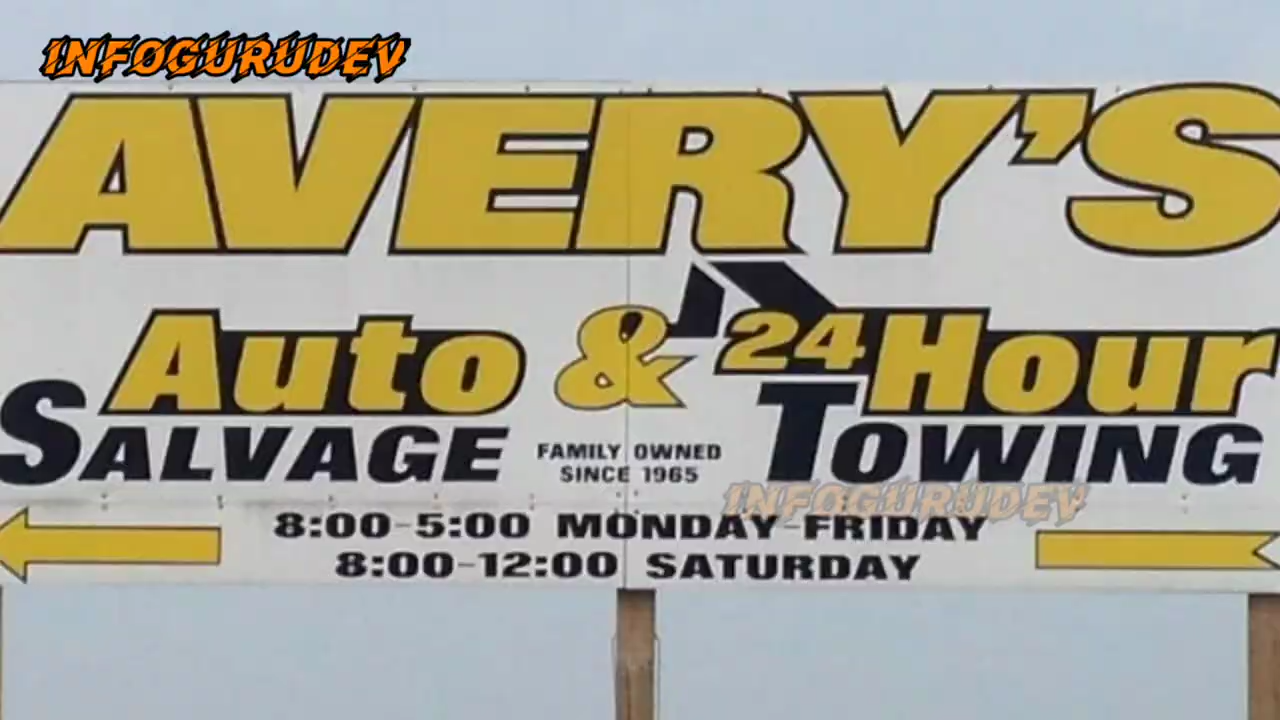 INFOGURUDEV
AVERY'S
Auto & 24 Hour
SALVAGE TOWING
FAMILY OWNED
SINCE 1965
INFOGURUDEV
8:00-5:00 MONDAY-FRIDAY
8:00-12:00 SATURDAY